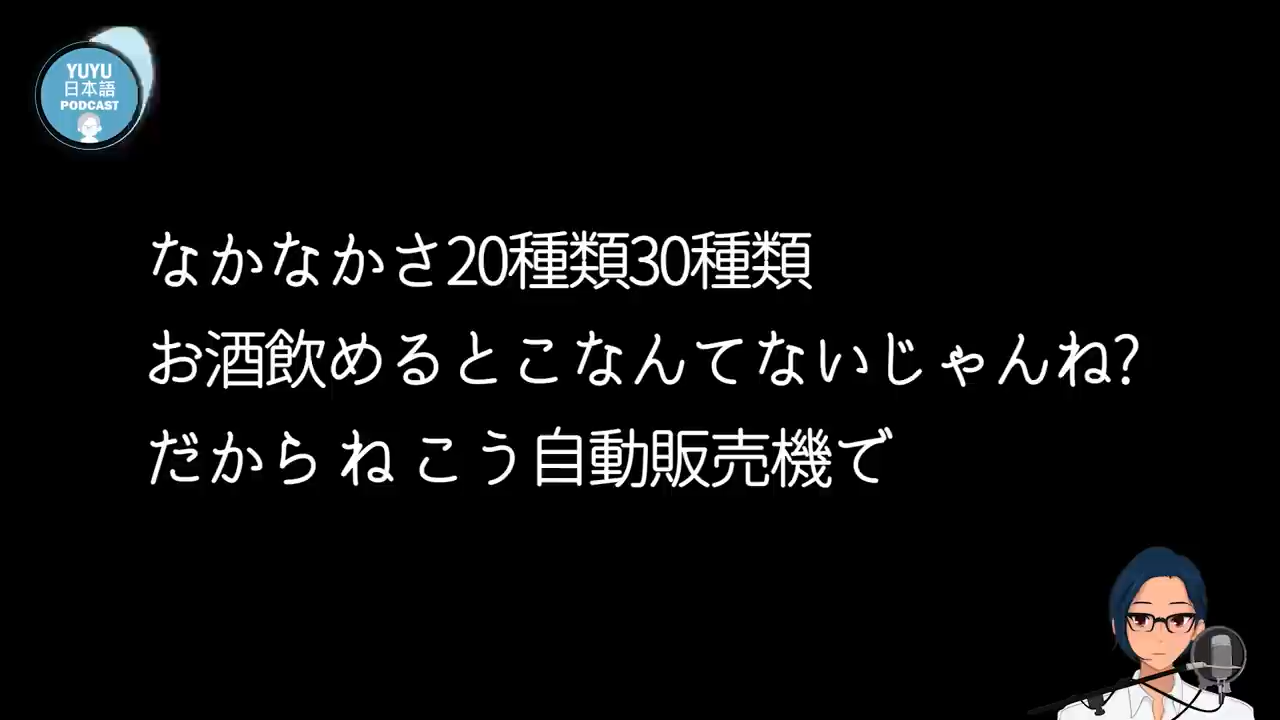 YUYU
日本語
PODCAST
なかなかさ20種類30種類
お酒飲めるとこなんてないじゃんね?
だから ね こう自動販売機で